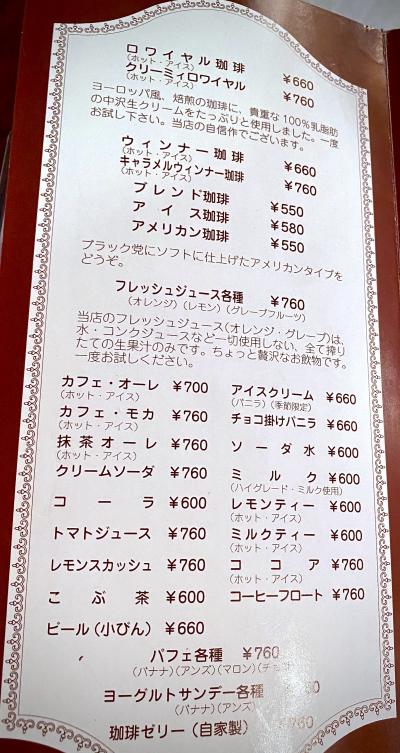 ロワイヤル珈琲 ¥660
(ホット・アイス)
クリーミィロワイヤル ¥760
(ホット・アイス)
ヨーロッパ風、焙煎の珈琲に、貴重な100%乳脂肪
の中沢生クリームをたっぷりと使用しました。一度
お試し下さい。当店の自信作でございます。
ウィンナー珈琲 ¥660
(ホット・アイス)
キャラメルウィンナー珈琲 ¥760
(ホット・アイス)
ブレンド珈琲 ¥550
アイス珈琲 ¥580
アメリカン珈琲 ¥550
ブラック党にソフトに仕上げたアメリカンタイプを
どうぞ。
フレッシュジュース各種 ¥760
(オレンジ)(レモン)(グレープフルーツ)
当店のフレッシュジュース(オレンジ・グレープ)は、
水・コンクジュースなど一切使用しない、全て搾り
たての生果汁のみです。ちょっと贅沢なお飲物です。
一度お試しください。
カフェ・オーレ ¥700
(ホット・アイス)
カフェ・モカ ¥760
(ホット・アイス)
抹茶オーレ ¥760
(ホット・アイス)
クリームソーダ ¥760
コーラ ¥600
トマトジュース ¥760
レモンスカッシュ ¥760
こぶ茶 ¥600
ビール(小びん) ¥660
アイスクリーム ¥660
(バニラ)(季節限定)
チョコ掛けバニラ ¥660
ソーダ水 ¥600
ミルク ¥600
(ハイグレード・ミルク使用)
レモンティー ¥600
(ホット・アイス)
ミルクティー ¥600
(ホット・アイス)
ココア ¥760
(ホット・アイス)
コーヒーフロート ¥760
パフェ各種 ¥760
(バナナ)(アンズ)(マロン)(チョ
ヨーグルトサンデー各種
(バナナ)(アンズ)
珈琲ゼリー(自家製) ¥760